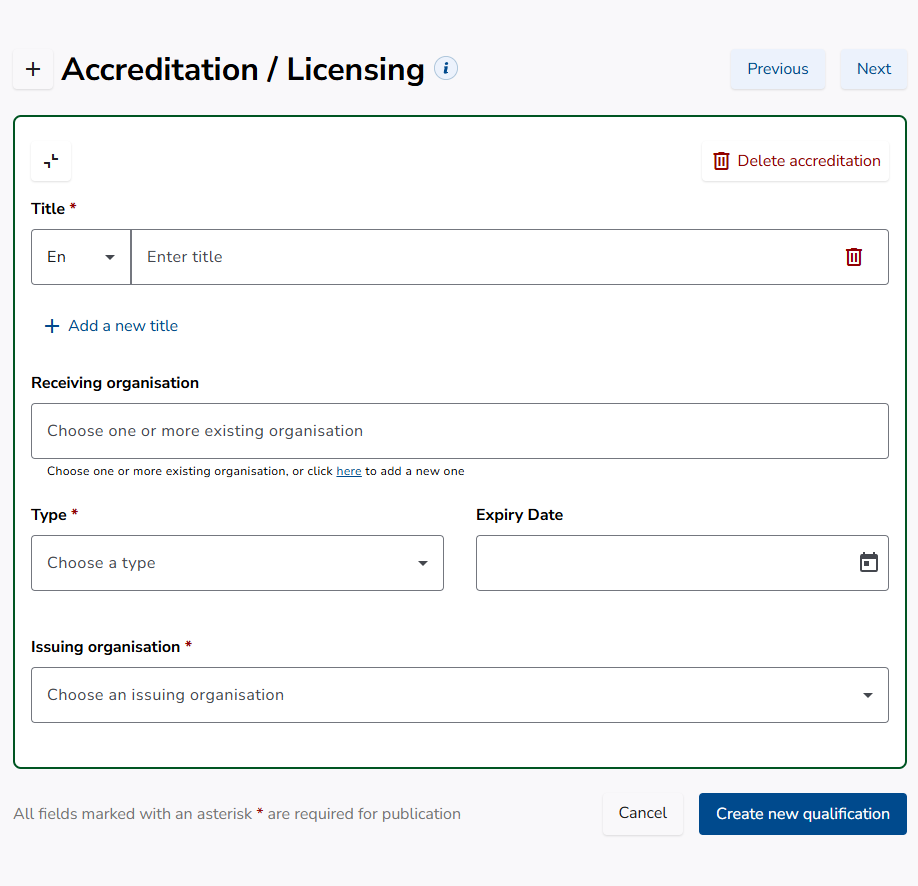 Accreditation / Licensing
Previous
Next
Delete accreditation
Title *
En
Enter title
Add a new title
Receiving organisation
Choose one or more existing organisation
Choose one or more existing organisation, or click here to add a new one
Type *
Expiry Date
Choose a type
Issuing organisation *
Choose an issuing organisation
All fields marked with an asterisk * are required for publication
Cancel
Create new qualification